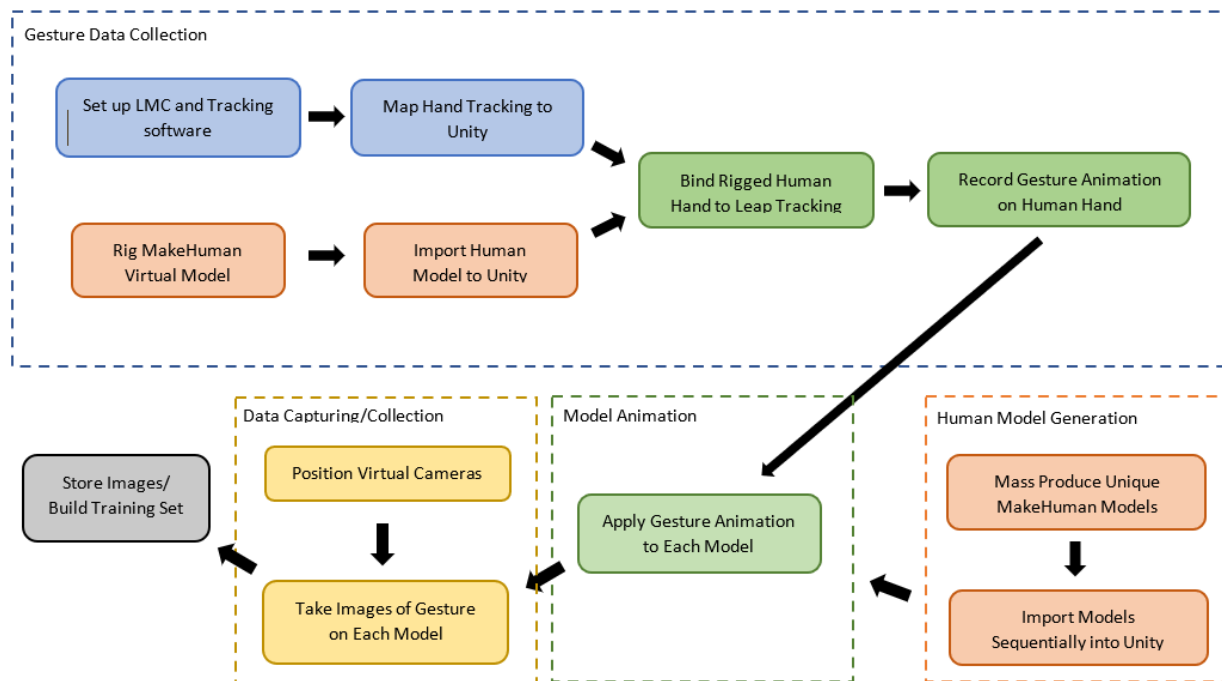 Gesture Data Collection
Set up LMC and Tracking
software
Map Hand Tracking to
Unity
Bind Rigged Human
Hand to Leap Tracking
Record Gesture Animation
on Human Hand
Rig MakeHuman
Virtual Model
Import Human
Model to Unity
Data Capturing/Collection
Position Virtual Cameras
Take Images of Gesture
on Each Model
Store Images/
Build Training Set
Model Animation
Apply Gesture Animation
to Each Model
Human Model Generation
Mass Produce Unique
MakeHuman Models
Import Models
Sequentially into Unity